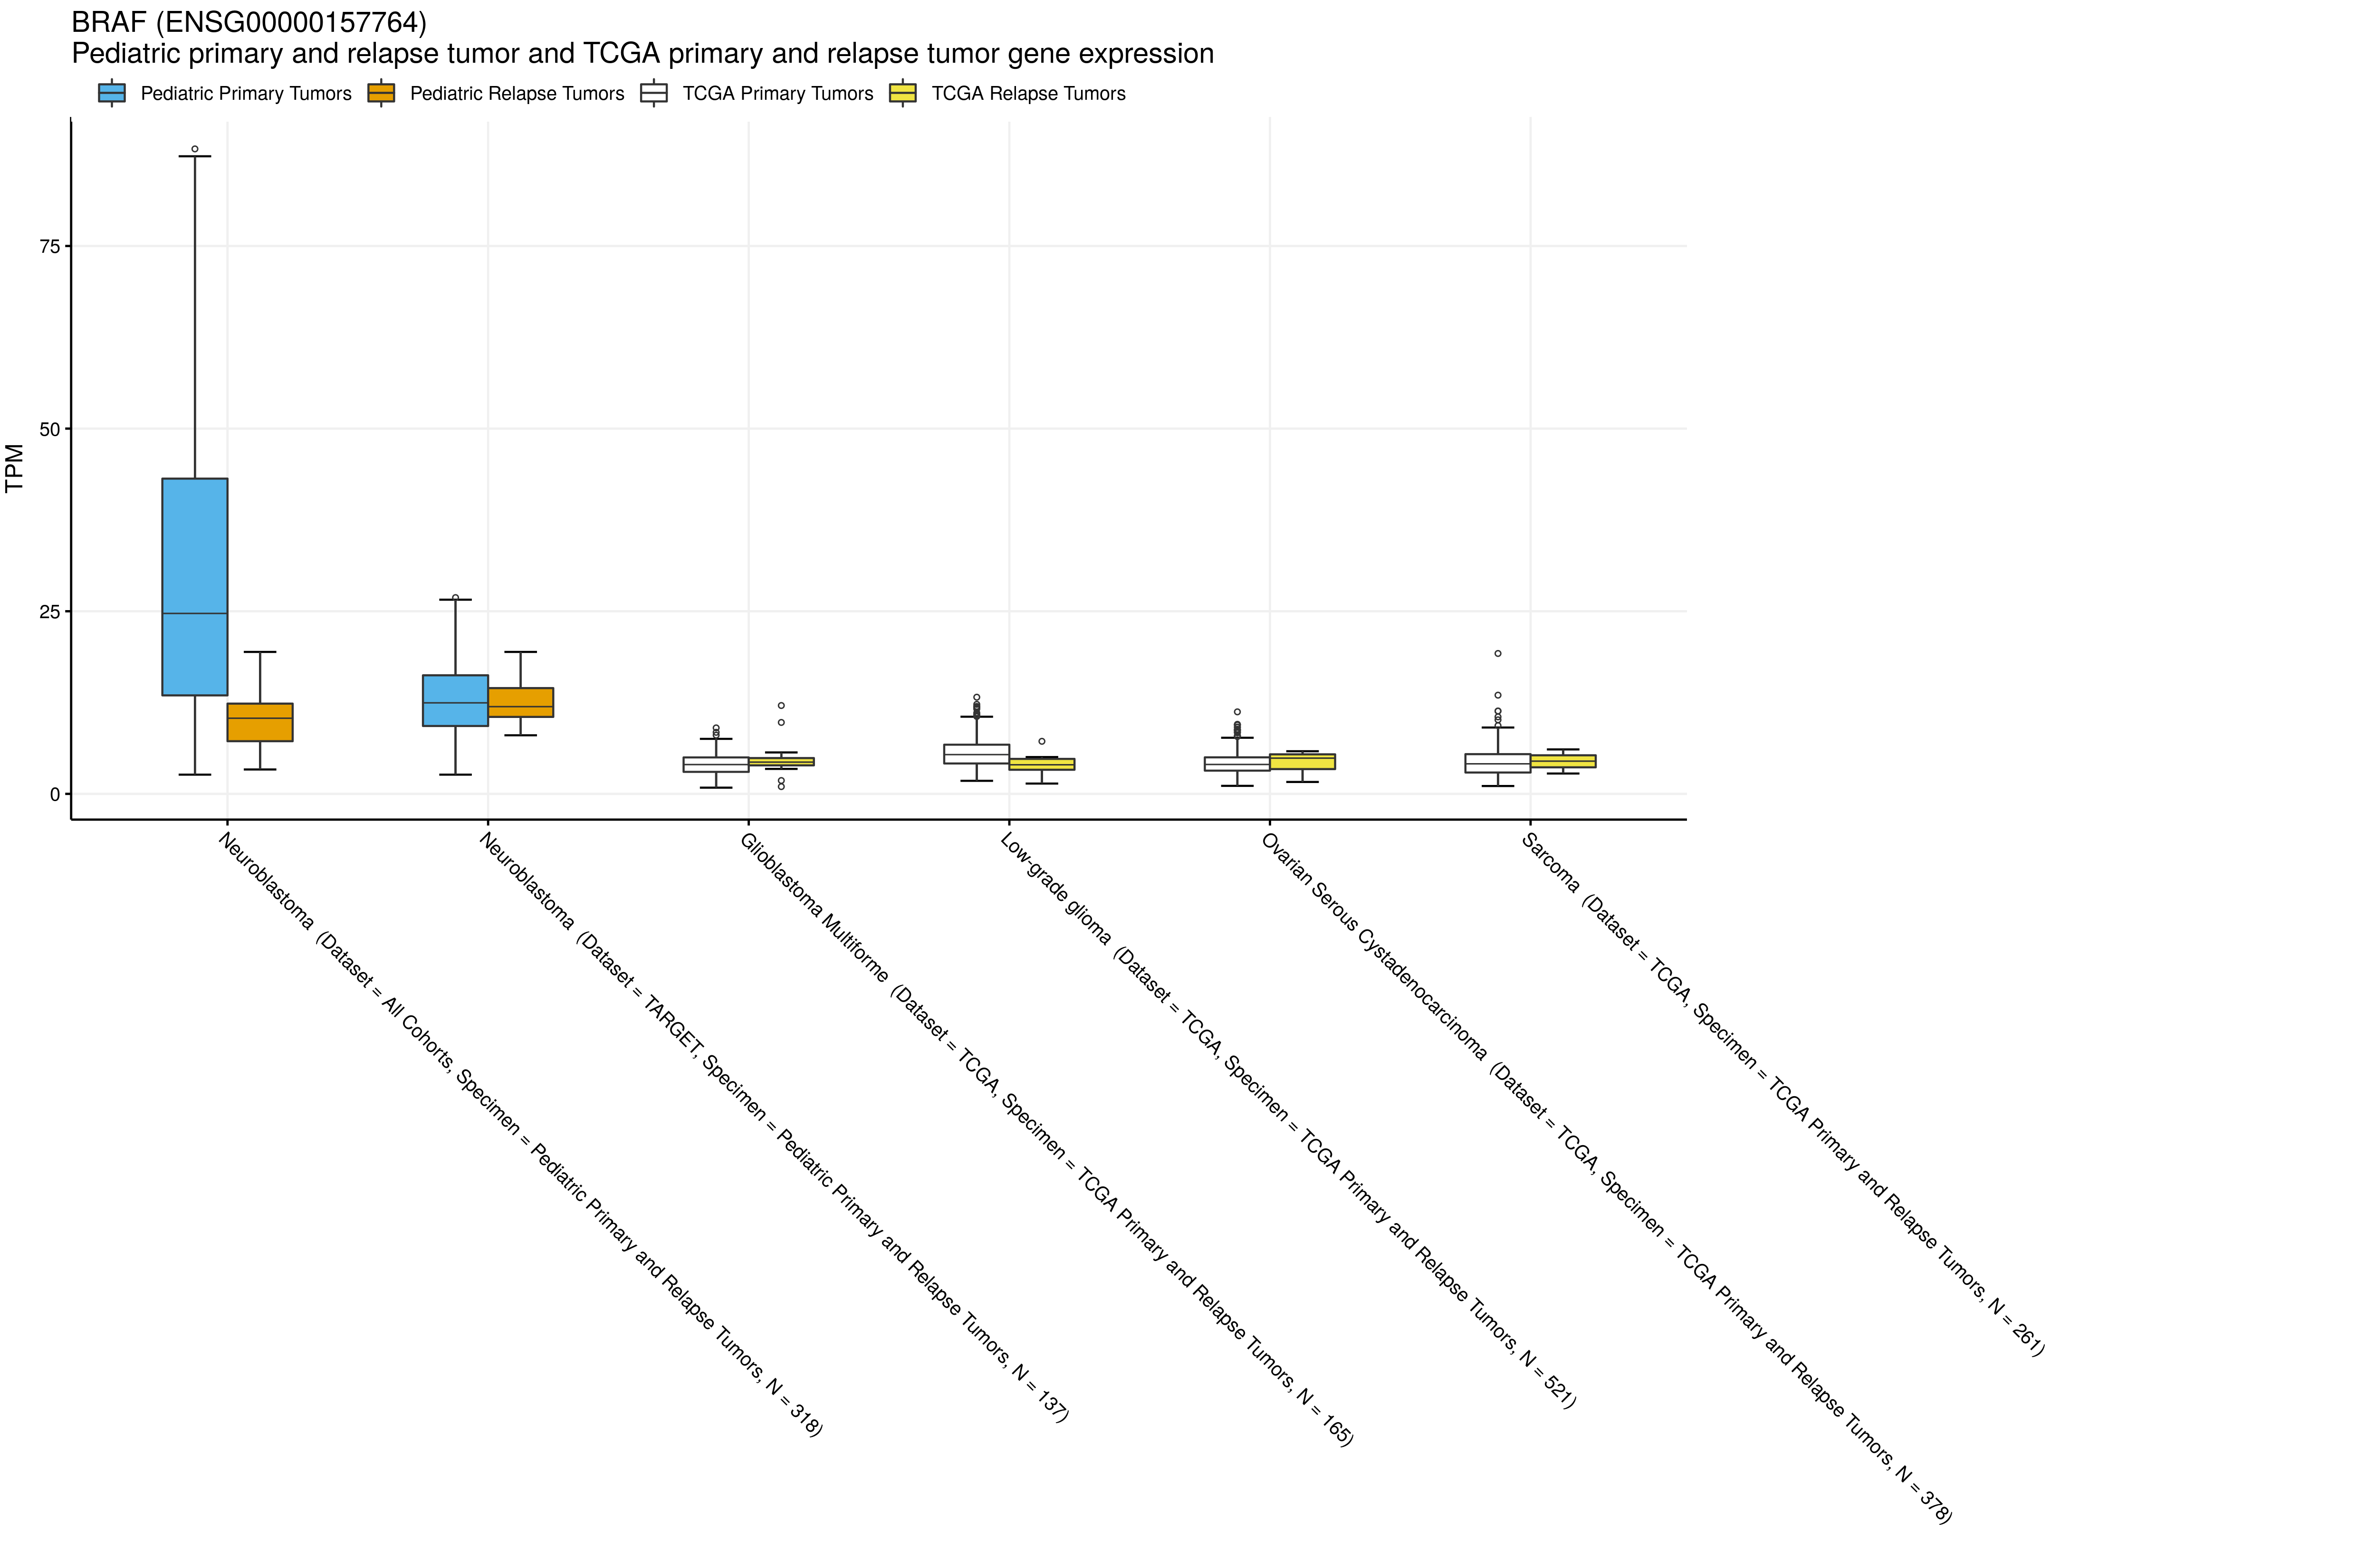 BRAF (ENSG00000157764)
Pediatric primary and relapse tumor and TCGA primary and relapse tumor gene expression
Pediatric Primary Tumors
Pediatric Relapse Tumors
TCGA Primary Tumors
TCGA Relapse Tumors
TPM
75
50
25
0
Neuroblastoma (Dataset = All Cohorts, Specimen = Pediatric Primary and Relapse Tumors, N = 318)
Neuroblastoma (Dataset = TARGET, Specimen = Pediatric Primary and Relapse Tumors, N = 137)
Glioblastoma Multiforme (Dataset = TCGA, Specimen = TCGA Primary and Relapse Tumors, N = 165)
Low-grade glioma (Dataset = TCGA, Specimen = TCGA Primary and Relapse Tumors, N = 521)
Ovarian Serous Cystadenocarcinoma (Dataset = TCGA, Specimen = TCGA Primary and Relapse Tumors, N = 378)
Sarcoma (Dataset = TCGA, Specimen = TCGA Primary and Relapse Tumors, N = 261)